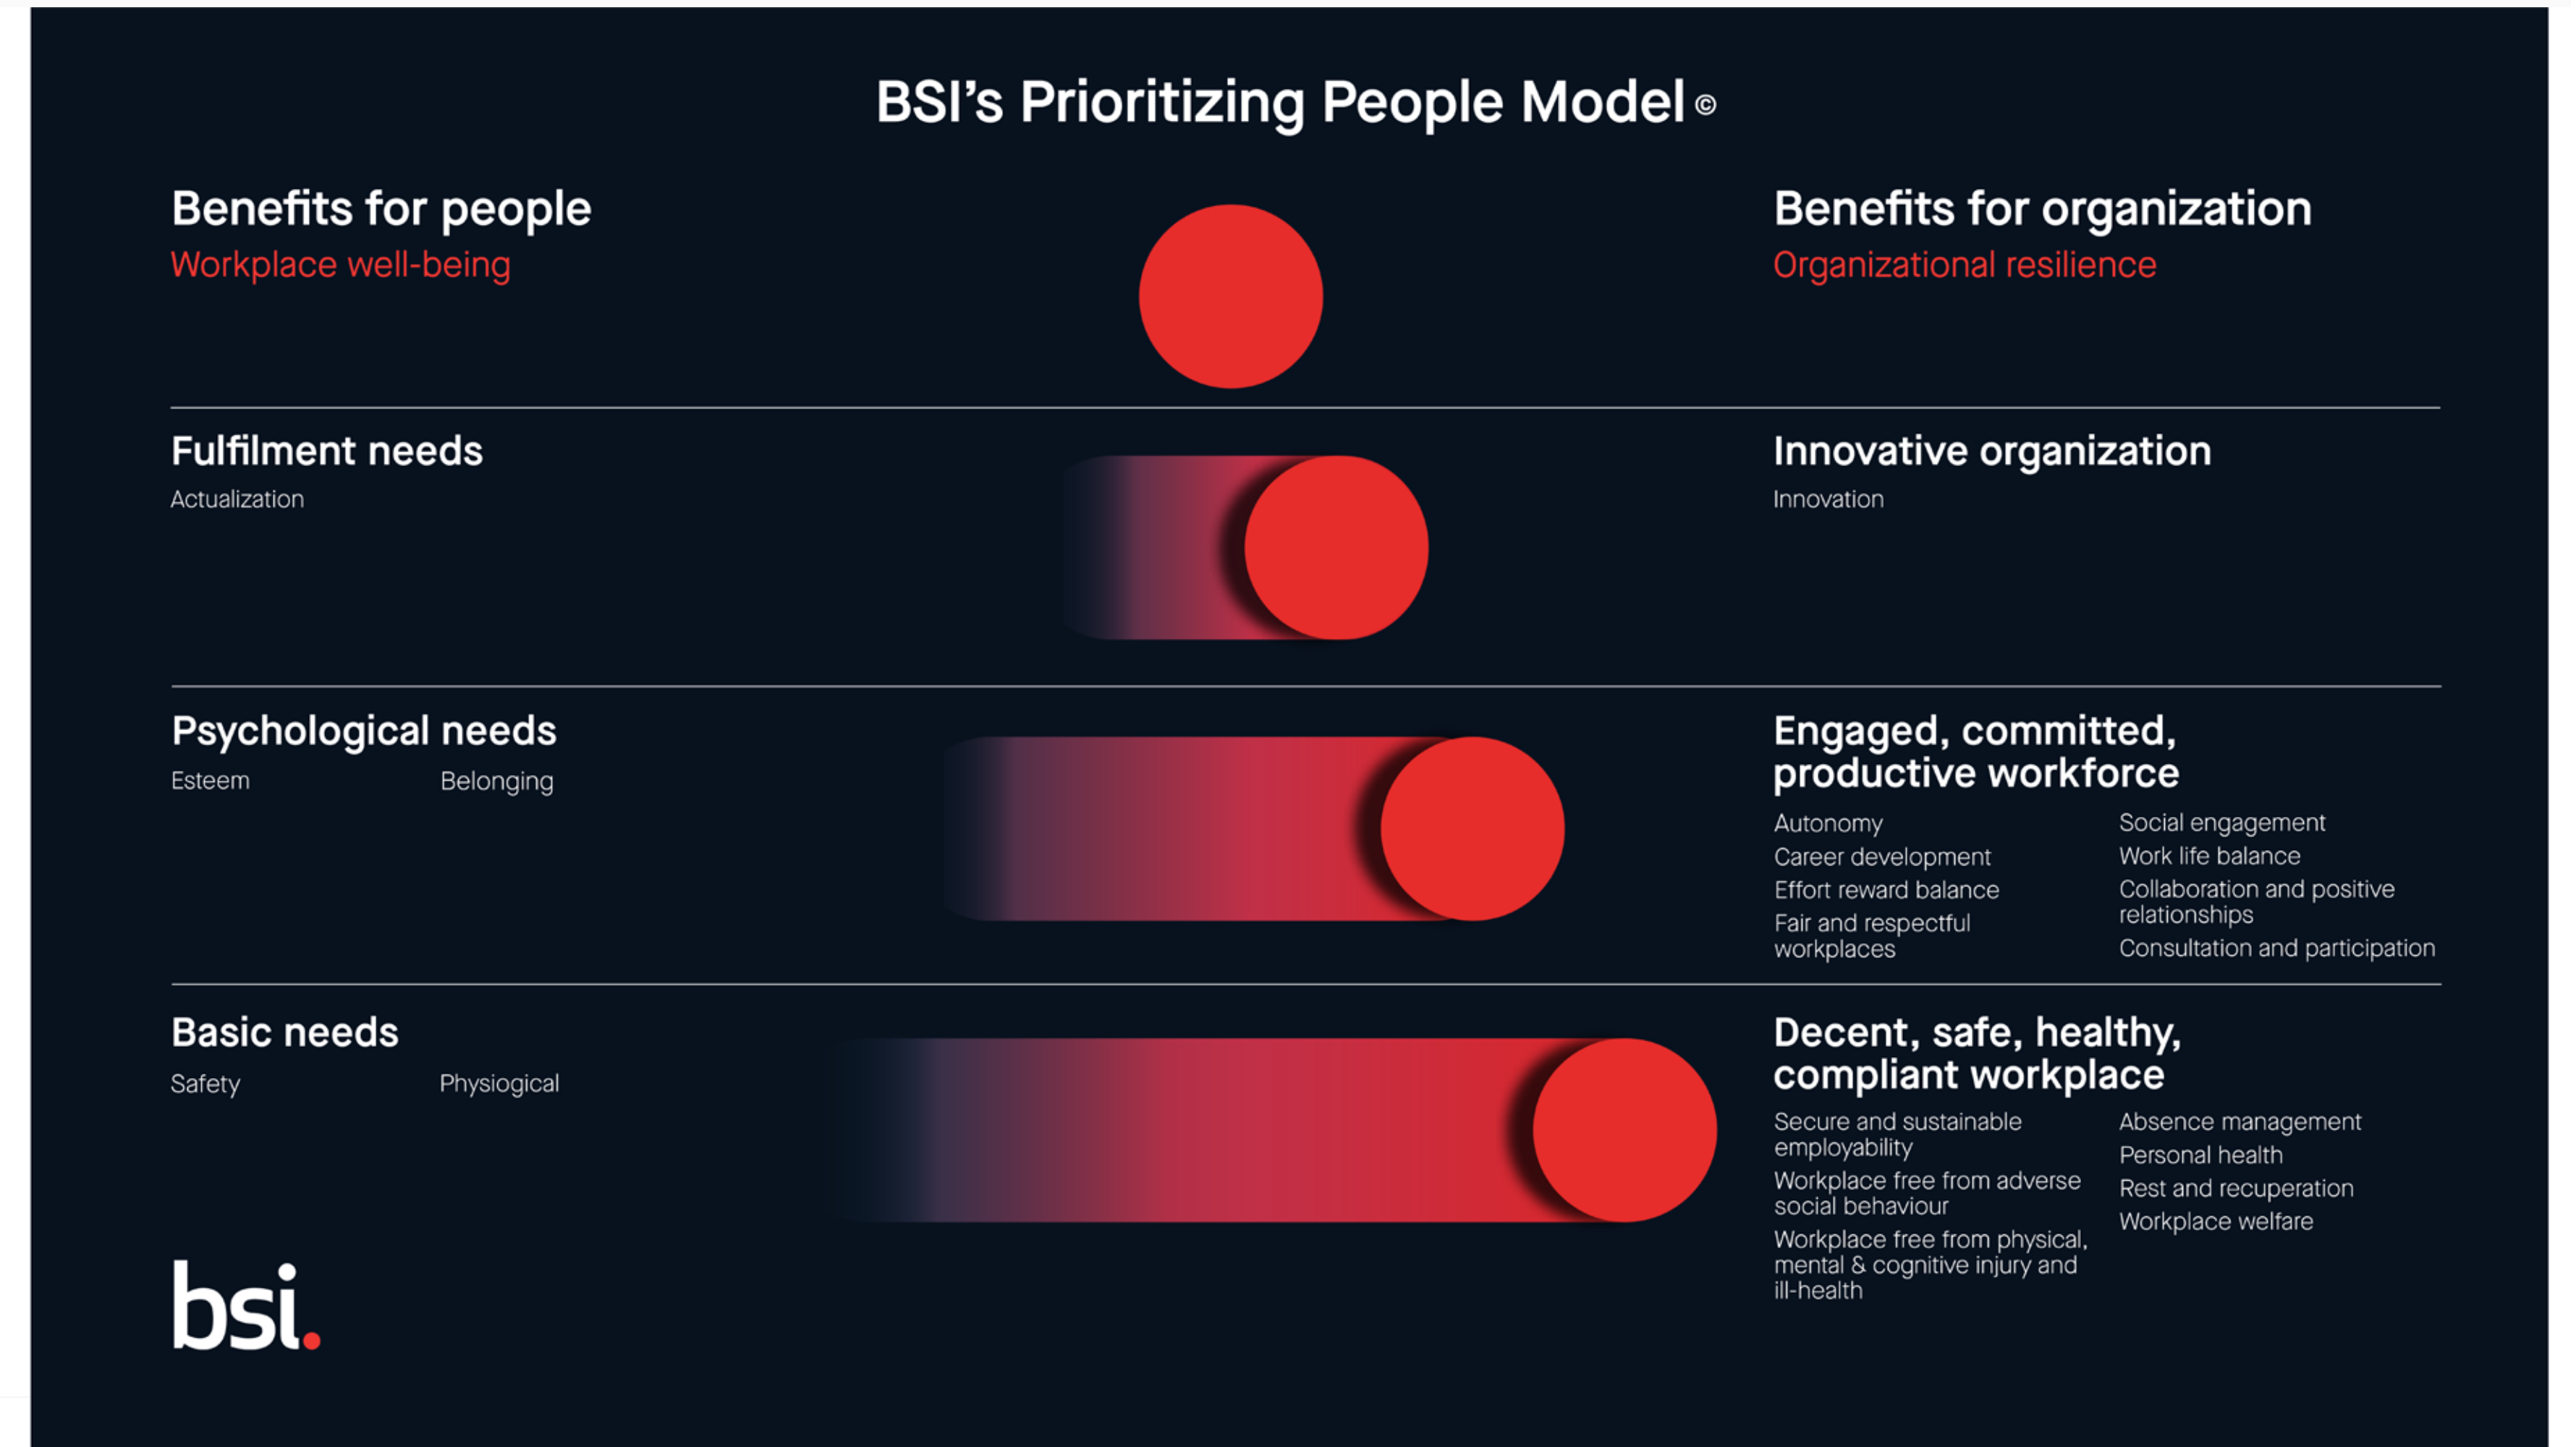 BSI's Prioritizing People Model ©
Benefits for people
Workplace well-being
Benefits for organization
Organizational resilience
Fulfilment needs
Actualization
Innovative organization
Innovation
Psychological needs
Esteem
Belonging
Engaged, committed,
productive workforce
Autonomy
Career development
Effort reward balance
Fair and respectful
workplaces
Social engagement
Work life balance
Collaboration and positive
relationships
Consultation and participation
Basic needs
Safety
Physiogical
Decent, safe, healthy,
compliant workplace
Secure and sustainable
employability
Workplace free from adverse
social behaviour
Workplace free from physical,
mental & cognitive injury and
ill-health
Absence management
Personal health
Rest and recuperation
Workplace welfare
bsi.